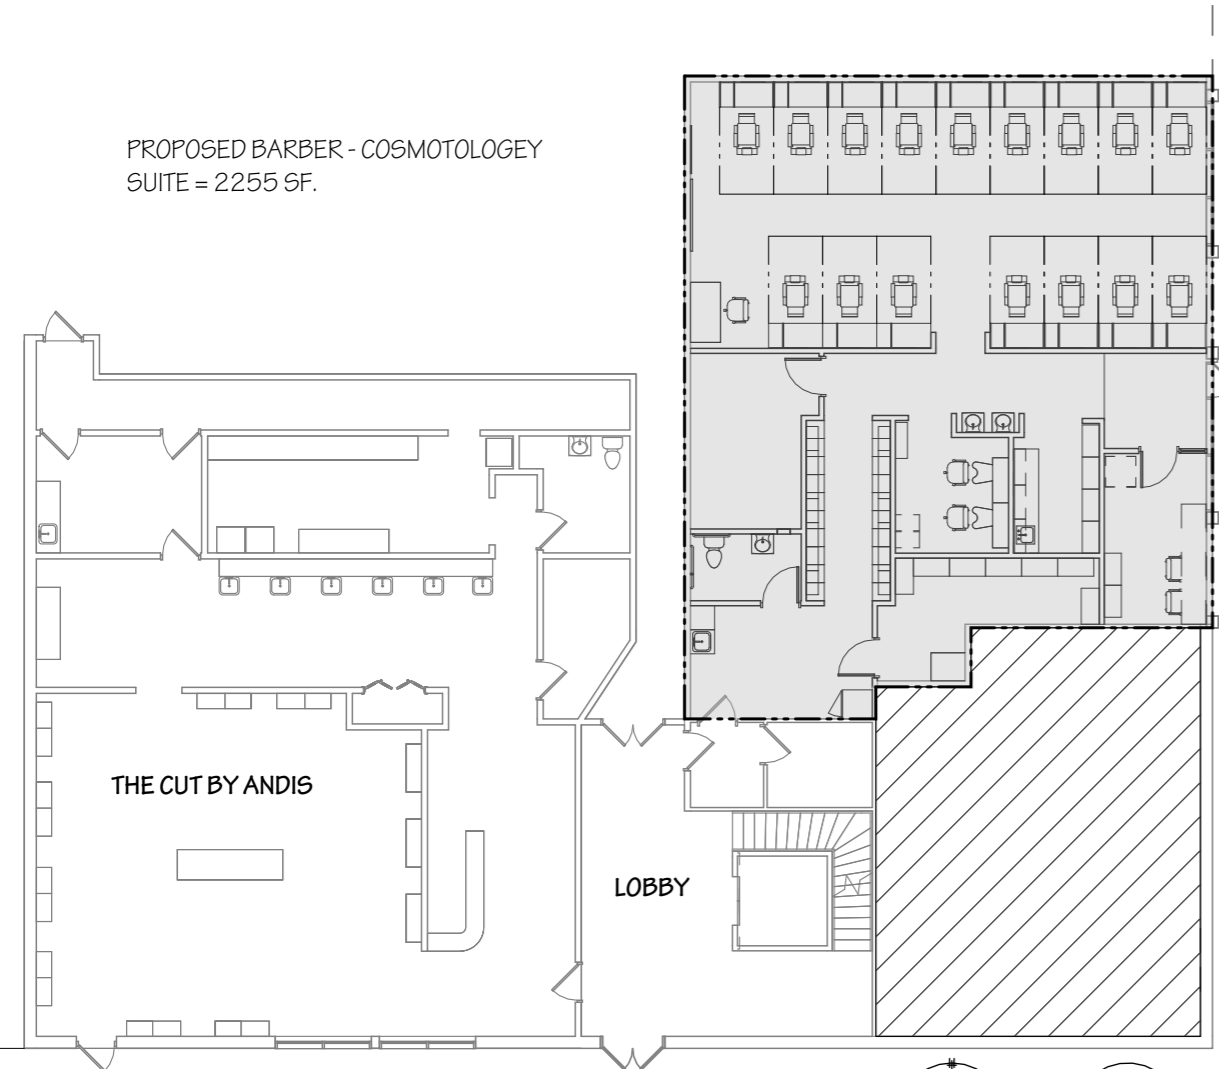 PROPOSED BARBER - COSMOTOLOGEY
SUITE = 2255 SF.
THE CUT BY ANDIS
LOBBY